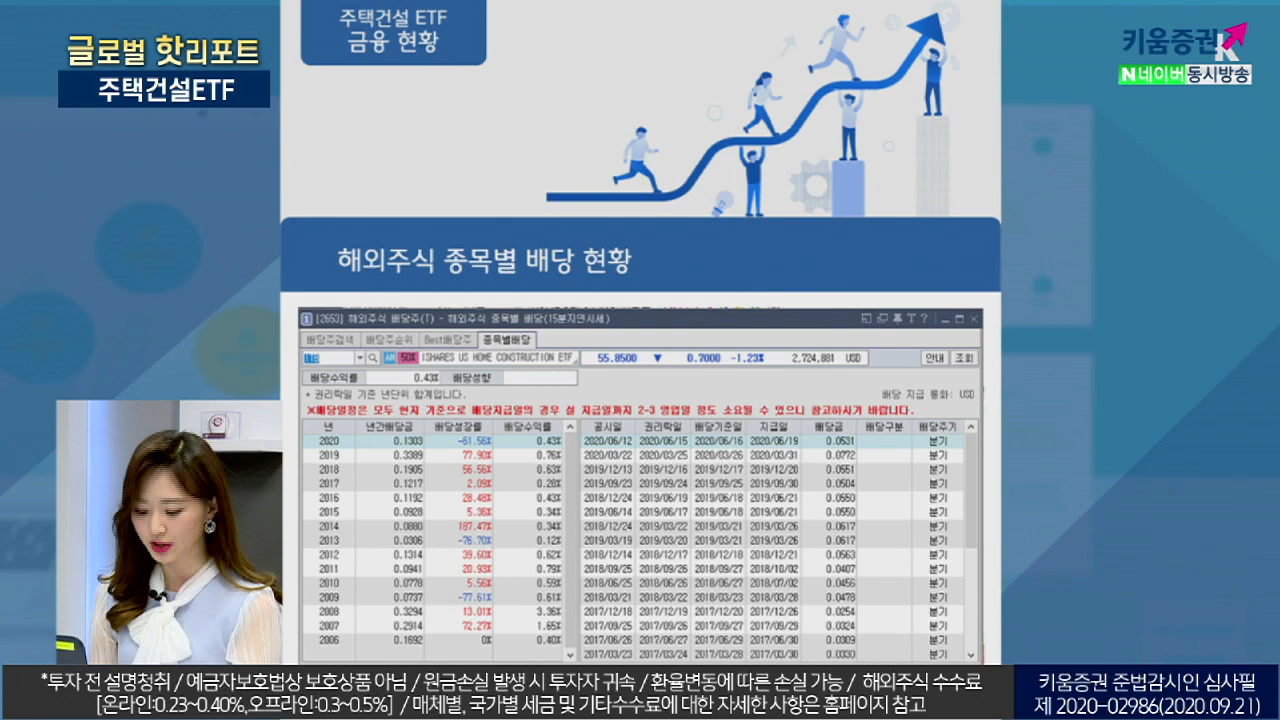 주택건설 ETF
금융 현황
글로벌 핫리포트
주택건설ETF
키움증권
N네이버 동시방송
해외주식 종목별 배당 현황
[2653] 해외주식 배당주(T) - 해외주식 종목별 배당(15분지연시세)
배당주검색 배당주순위 Best배당주 종목별배당
AM 50% ISHARES US HOME CONSTRUCTION ETF 55.8500 ▼ 0.7000 -1.23% 2,724,881 USD 안내 조회
배당수익률 0.43% 배당성향
* 권리락일 기준 년단위 합계입니다. 배당 지급 통화: USD
※배당일정은 모두 현지 기준으로 배당지급일의 경우 실 지급일까지 2-3 영업일 정도 소요될 수 있으니 참고하시기 바랍니다.
년 년간배당금 배당성장률 배당수익률 공시일 권리락일 배당기준일 지급일 배당금 배당구분 배당주기
2020 0.1303 -61.56% 0.43% 2020/06/12 2020/06/15 2020/06/16 2020/06/19 0.0531 분기
2019 0.3389 77.90% 0.76% 2020/03/22 2020/03/25 2020/03/26 2020/03/31 0.0772 분기
2018 0.1905 56.56% 0.63% 2019/12/13 2019/12/16 2019/12/17 2019/12/20 0.0551 분기
2017 0.1217 2.09% 0.28% 2019/09/23 2019/09/24 2019/09/25 2019/09/30 0.0504 분기
2016 0.1192 28.48% 0.43% 2018/12/24 2019/06/19 2019/06/18 2019/06/21 0.0550 분기
2015 0.0928 5.36% 0.34% 2019/06/14 2019/06/17 2019/06/18 2019/06/21 0.0550 분기
2014 0.0880 187.47% 0.34% 2018/12/24 2019/03/22 2019/03/21 2019/03/26 0.0617 분기
2013 0.0306 -76.70% 0.12% 2019/03/19 2019/03/20 2019/03/21 2019/03/26 0.0617 분기
2012 0.1314 39.60% 0.62% 2018/12/14 2018/12/17 2018/12/18 2018/12/21 0.0563 분기
2011 0.0941 20.93% 0.79% 2018/09/25 2018/09/26 2018/09/27 2018/10/02 0.0407 분기
2010 0.0778 5.56% 0.59% 2018/06/25 2018/06/26 2018/06/27 2018/07/02 0.0456 분기
2009 0.0737 -77.61% 0.61% 2018/03/21 2018/03/22 2018/03/23 2018/03/28 0.0478 분기
2008 0.3294 13.01% 3.36% 2017/12/18 2017/12/19 2017/12/20 2017/12/26 0.0254 분기
2007 0.2914 72.27% 1.65% 2017/09/25 2017/09/26 2017/09/27 2017/09/29 0.0324 분기
2006 0.1692 0% 0.40% 2017/06/26 2017/06/27 2017/06/29 2017/06/30 0.0309 분기
2017/03/23 2017/03/24 2017/03/28 2017/03/30 0.0330 분기
*투자 전 설명청취 / 예금자보호법상 보호상품 아님 / 원금손실 발생 시 투자자 귀속 / 환율변동에 따른 손실 가능 / 해외주식 수수료
[온라인:0.23~0.40%,오프라인:0.3~0.5%] / 매체별, 국가별 세금 및 기타수수료에 대한 자세한 사항은 홈페이지 참고
키움증권 준법감시인 심사필
제 2020-02986(2020.09.21)